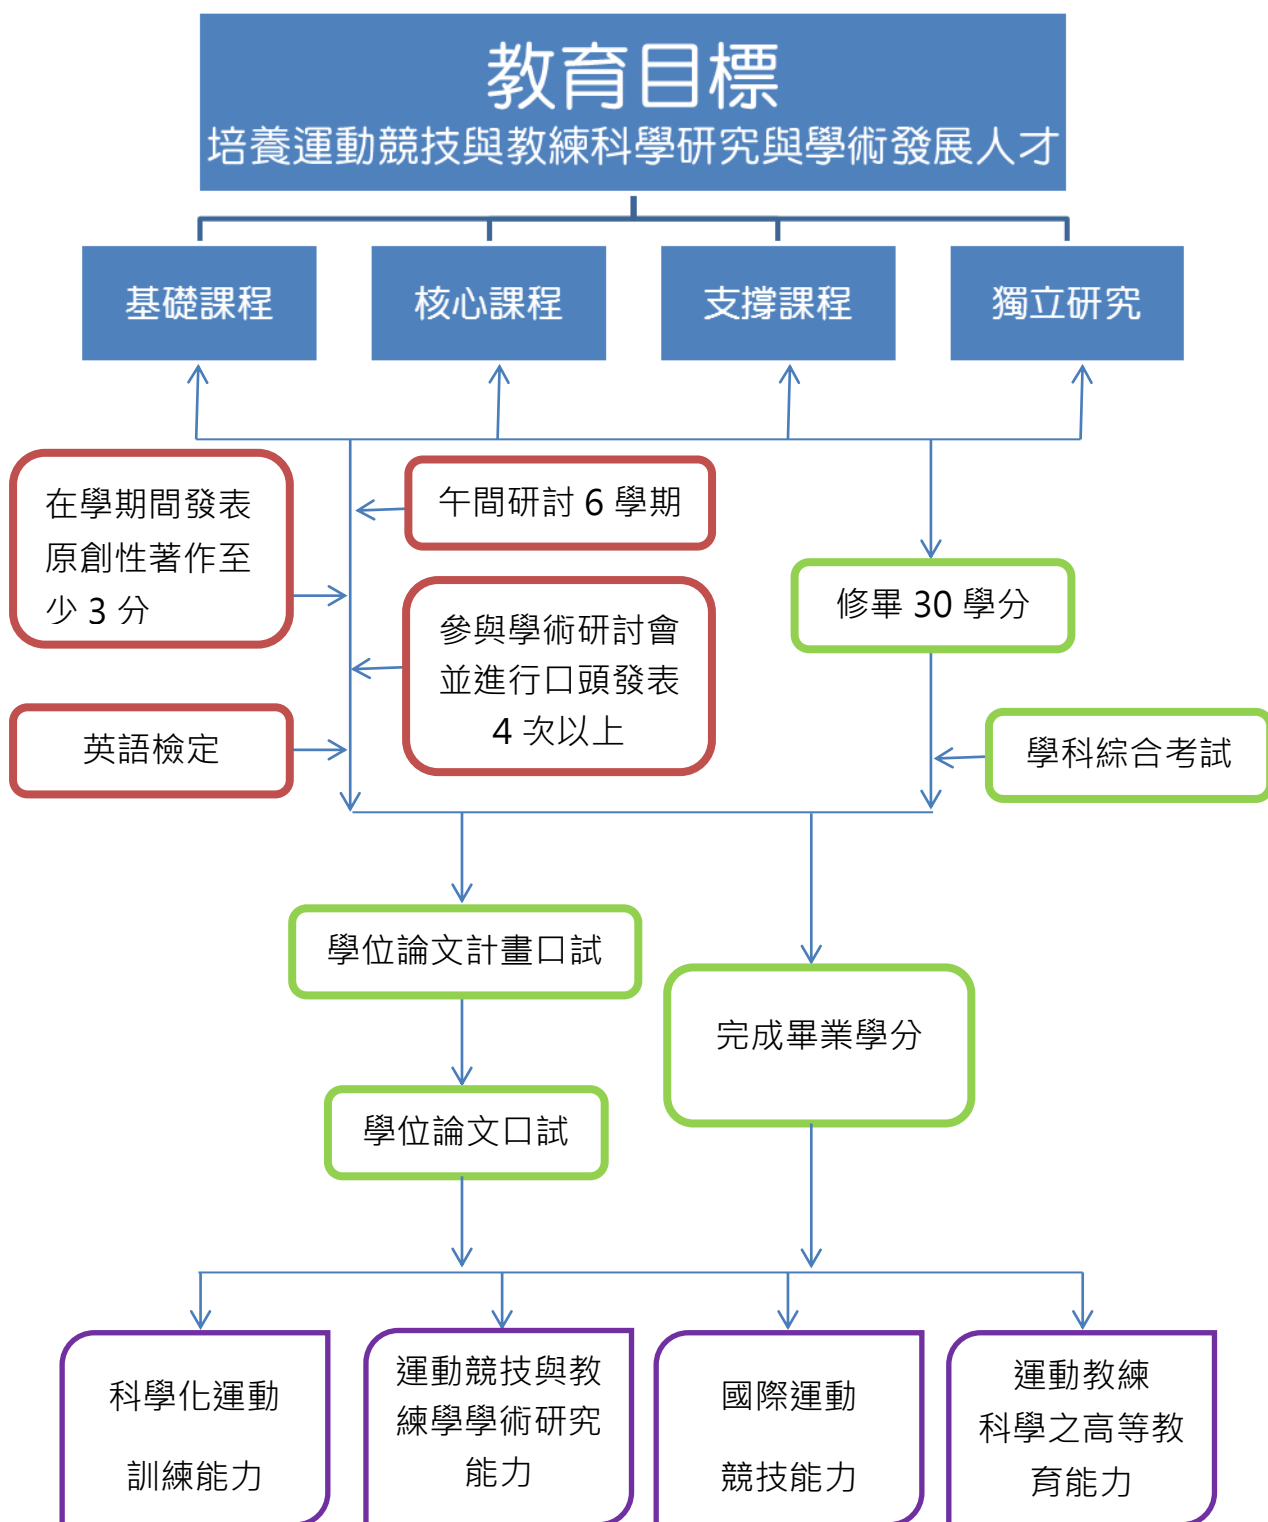 教育目標
培養運動競技與教練科學研究與學術發展人才
基礎課程
核心課程
支撐課程
獨立研究
在學期間發表
原創性著作至
少 3 分
午間研討 6 學期
修畢 30 學分
參與學術研討會
並進行口頭發表
4 次以上
英語檢定
學科綜合考試
學位論文計畫口試
完成畢業學分
學位論文口試
科學化運動
訓練能力
運動競技與教
練學學術研究
能力
國際運動
競技能力
運動教練
科學之高等教
育能力